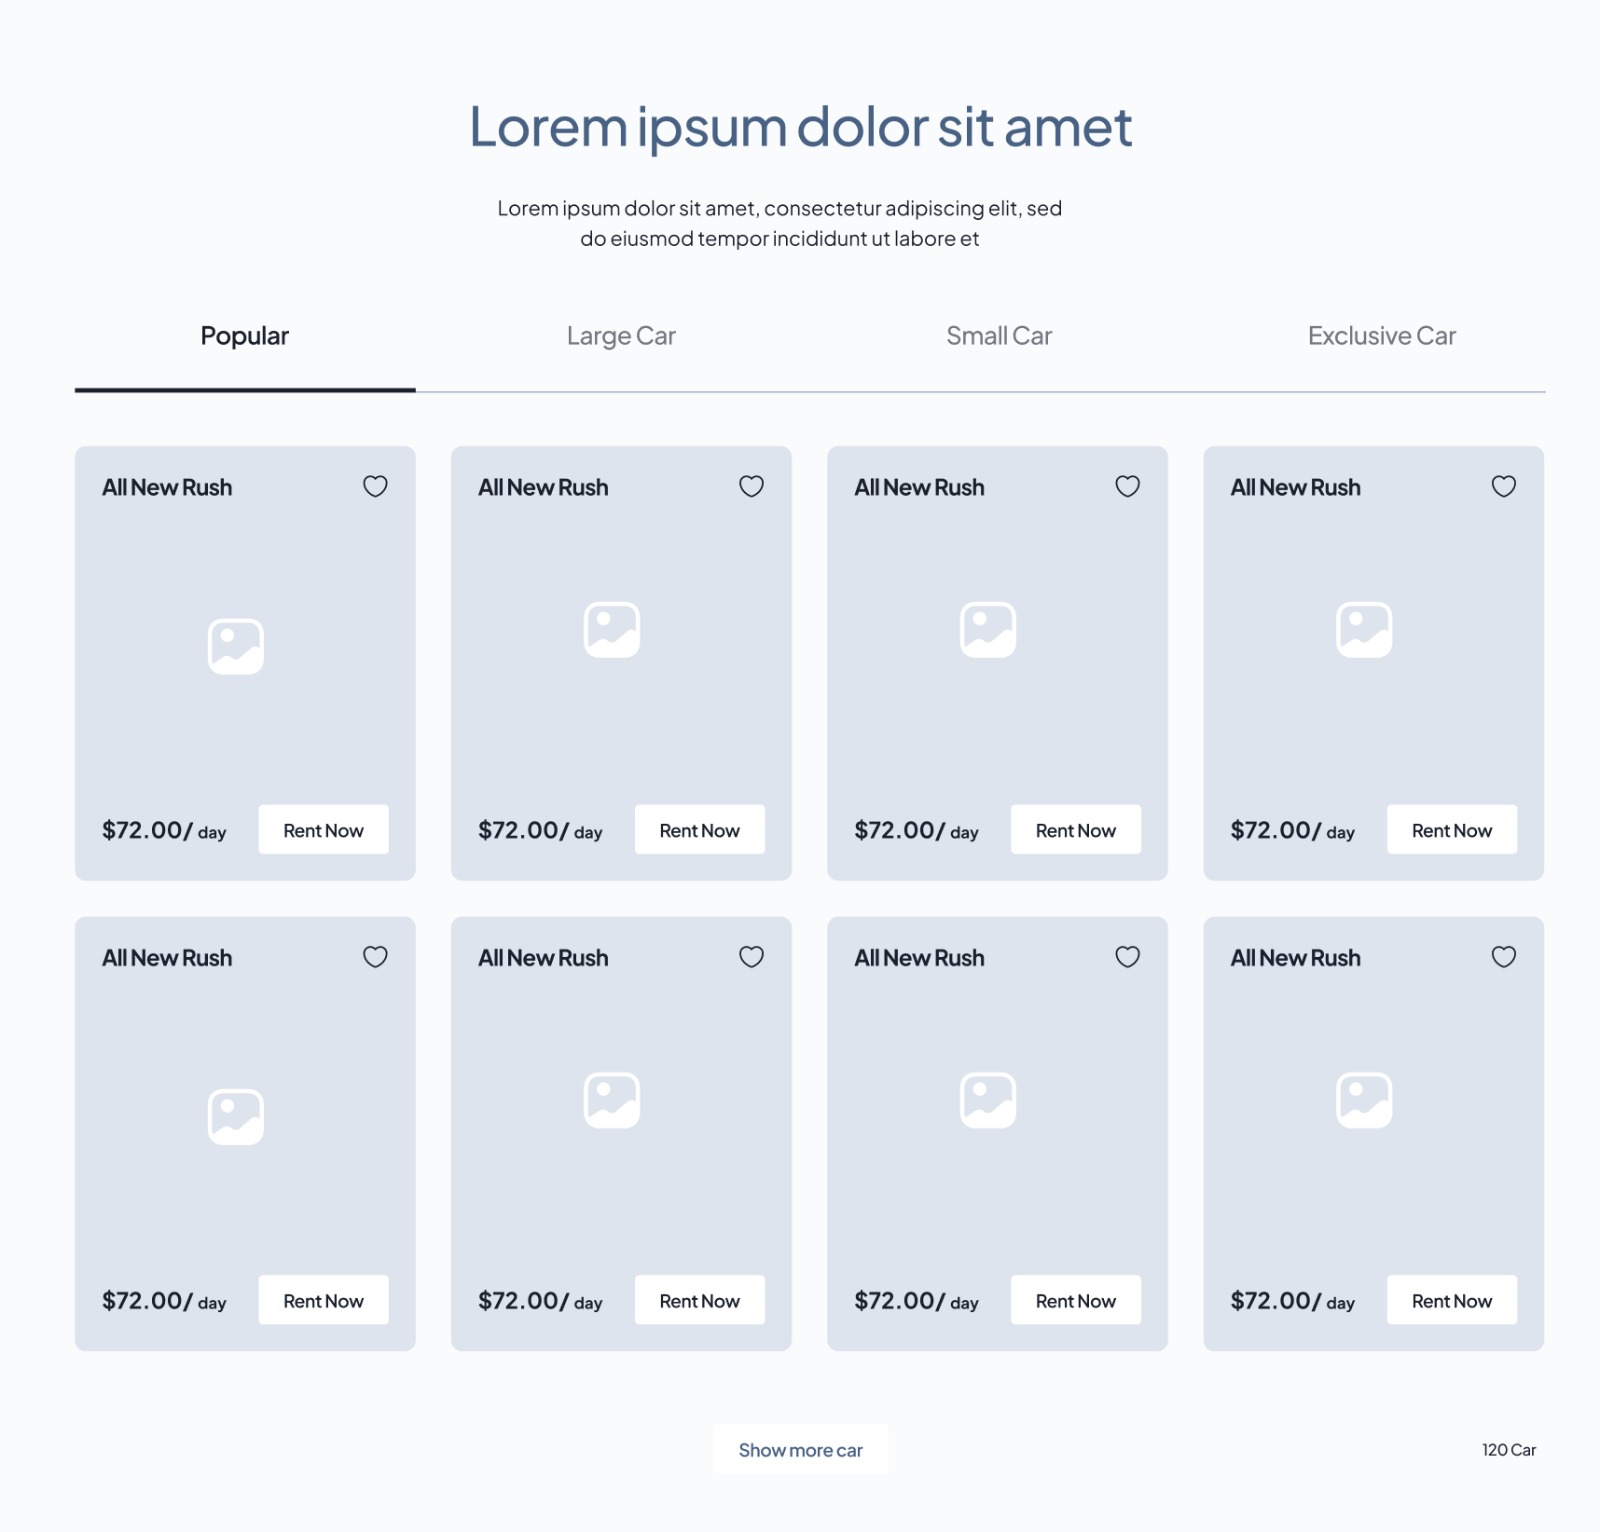 Lorem ipsum dolor sit amet
Lorem ipsum dolor sit amet, consectetur adipiscing elit, sed
do eiusmod tempor incididunt ut labore et
Popular
Large Car
Small Car
Exclusive Car
All New Rush
All New Rush
All New Rush
All New Rush
$72.00/ day
Rent Now
$72.00/ day
Rent Now
$72.00/ day
Rent Now
$72.00/ day
Rent Now
All New Rush
All New Rush
All New Rush
All New Rush
$72.00/ day
Rent Now
$72.00/ day
Rent Now
$72.00/ day
Rent Now
$72.00/ day
Rent Now
Show more car
120 Car